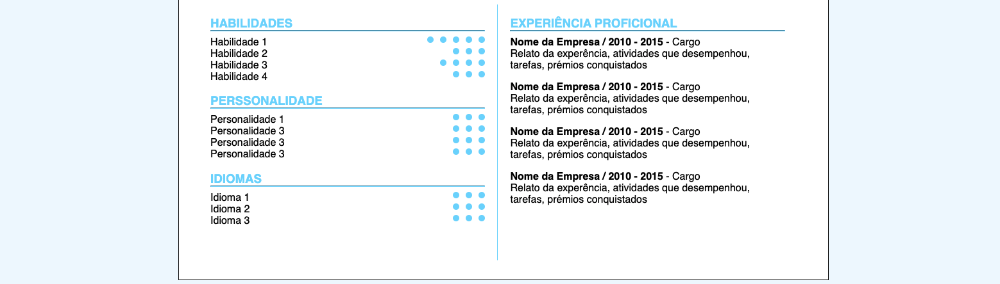 HABILIDADES
Habilidade 1
Habilidade 2
Habilidade 3
Habilidade 4
PERSSONALIDADE
Personalidade 1
Personalidade 3
Personalidade 3
Personalidade 3
IDIOMAS
Idioma 1
Idioma 2
Idioma 3
EXPERIÊNCIA PROFICIONAL
Nome da Empresa / 2010 - 2015 - Cargo
Relato da experência, atividades que desempenhou,
tarefas, prémios conquistados
Nome da Empresa / 2010 - 2015 - Cargo
Relato da experência, atividades que desempenhou,
tarefas, prémios conquistados
Nome da Empresa / 2010 - 2015 - Cargo
Relato da experência, atividades que desempenhou,
tarefas, prémios conquistados
Nome da Empresa / 2010 - 2015 - Cargo
Relato da experência, atividades que desempenhou,
tarefas, prémios conquistados